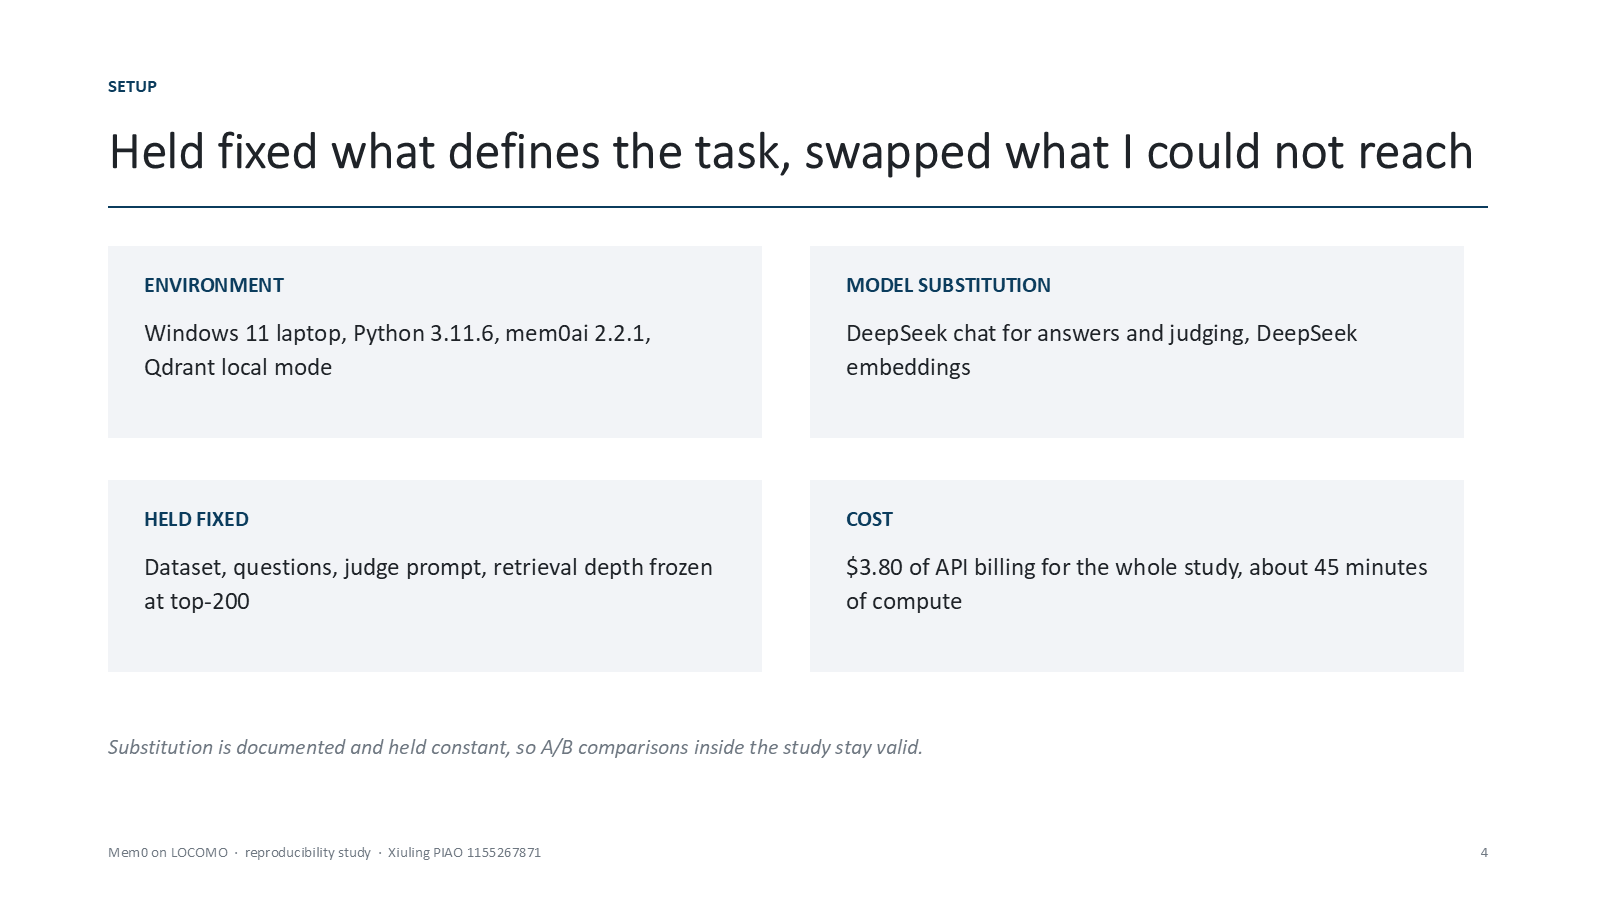 SETUP
Held fixed what defines the task, swapped what I could not reach
ENVIRONMENT
Windows 11 laptop, Python 3.11.6, mem0ai 2.2.1,
Qdrant local mode
MODEL SUBSTITUTION
DeepSeek chat for answers and judging, DeepSeek
embeddings
HELD FIXED
Dataset, questions, judge prompt, retrieval depth frozen
at top-200
COST
$3.80 of API billing for the whole study, about 45 minutes
of compute
Substitution is documented and held constant, so A/B comparisons inside the study stay valid.
Mem0 on LOCOMO · reproducibility study · Xiuling PIAO 1155267871
4